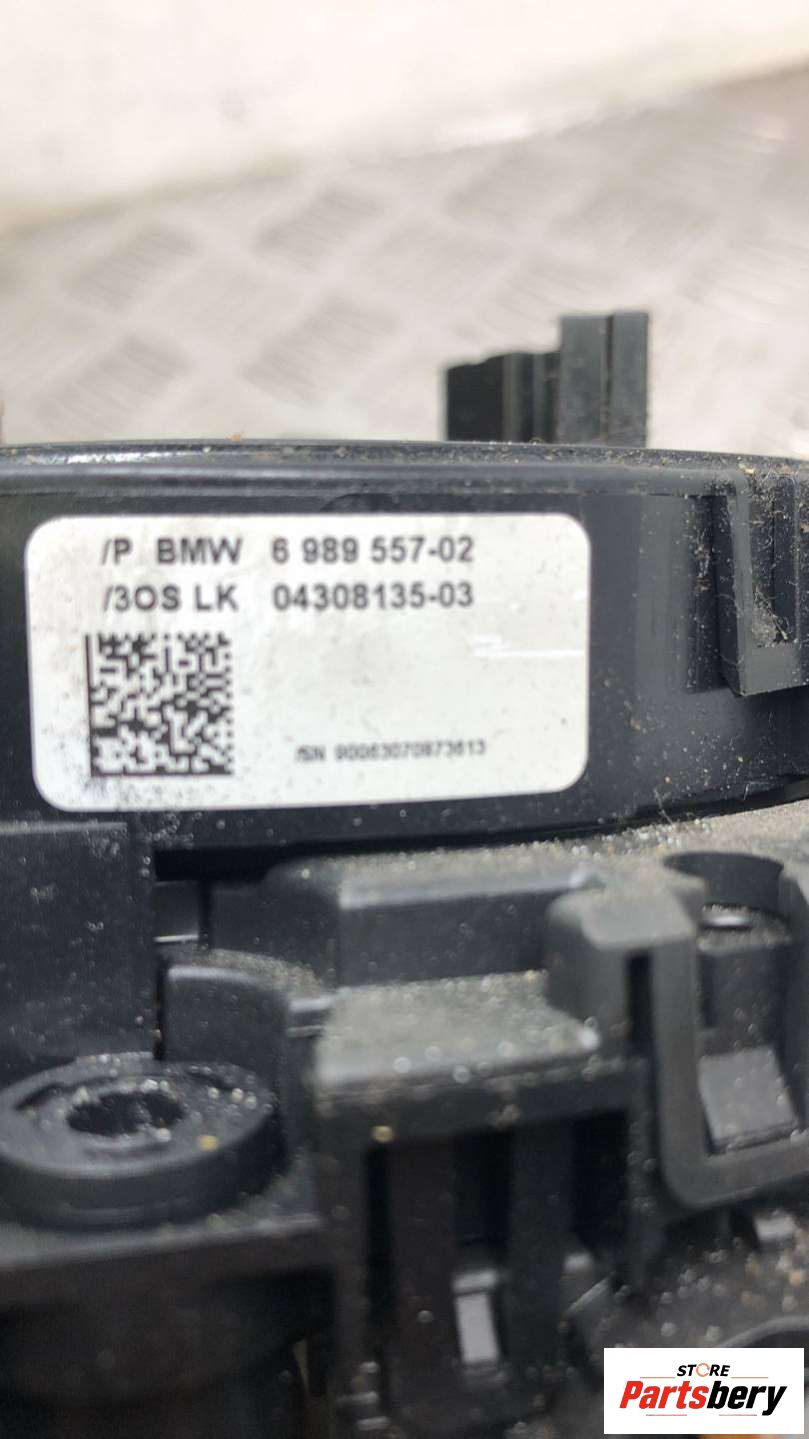 /P BMW 6 989 557-02
/3OS LK 04308135-03
/SN 90063070873613
STORE
Partsbery